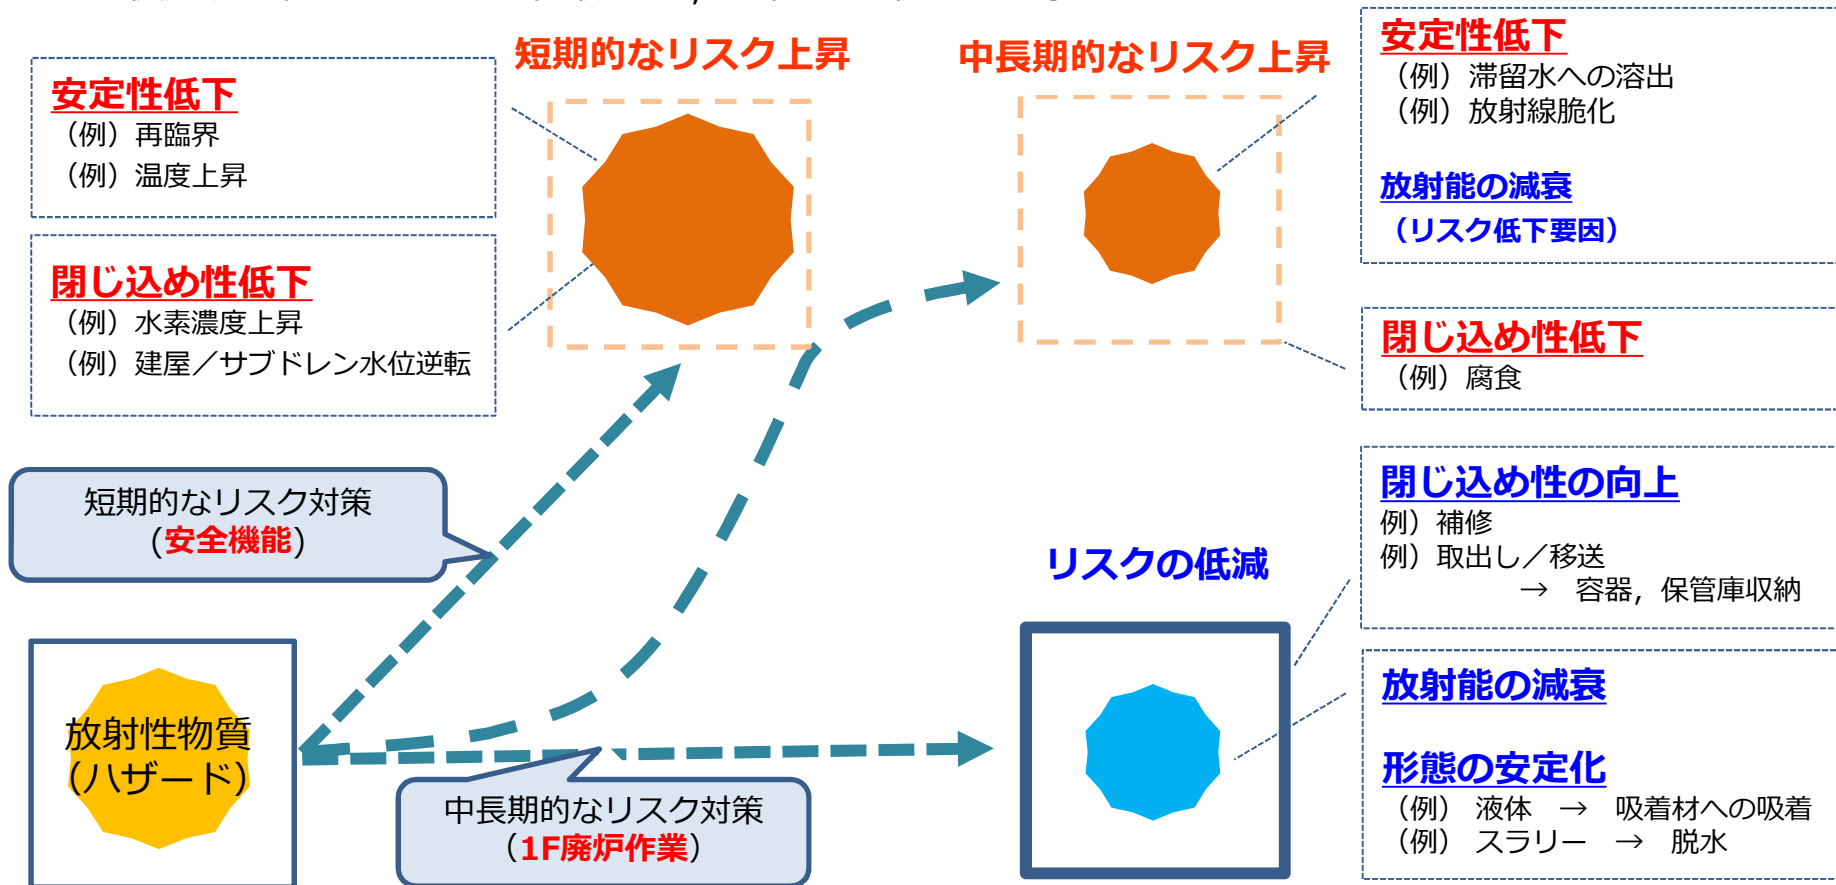 短期的なリスク上昇
中長期的なリスク上昇
安定性低下
（例）再臨界
（例）温度上昇
閉じ込め性低下
（例）水素濃度上昇
（例）建屋／サブドレン水位逆転
安定性低下
（例）滞留水への溶出
（例）放射線脆化
放射能の減衰
（リスク低下要因）
閉じ込め性低下
（例）腐食
短期的なリスク対策
(安全機能)
リスクの低減
閉じ込め性の向上
例）補修
例）取出し／移送
→ 容器，保管庫収納
放射性物質
(ハザード)
中長期的なリスク対策
（1F廃炉作業）
放射能の減衰
形態の安定化
（例） 液体 → 吸着材への吸着
（例） スラリー → 脱水